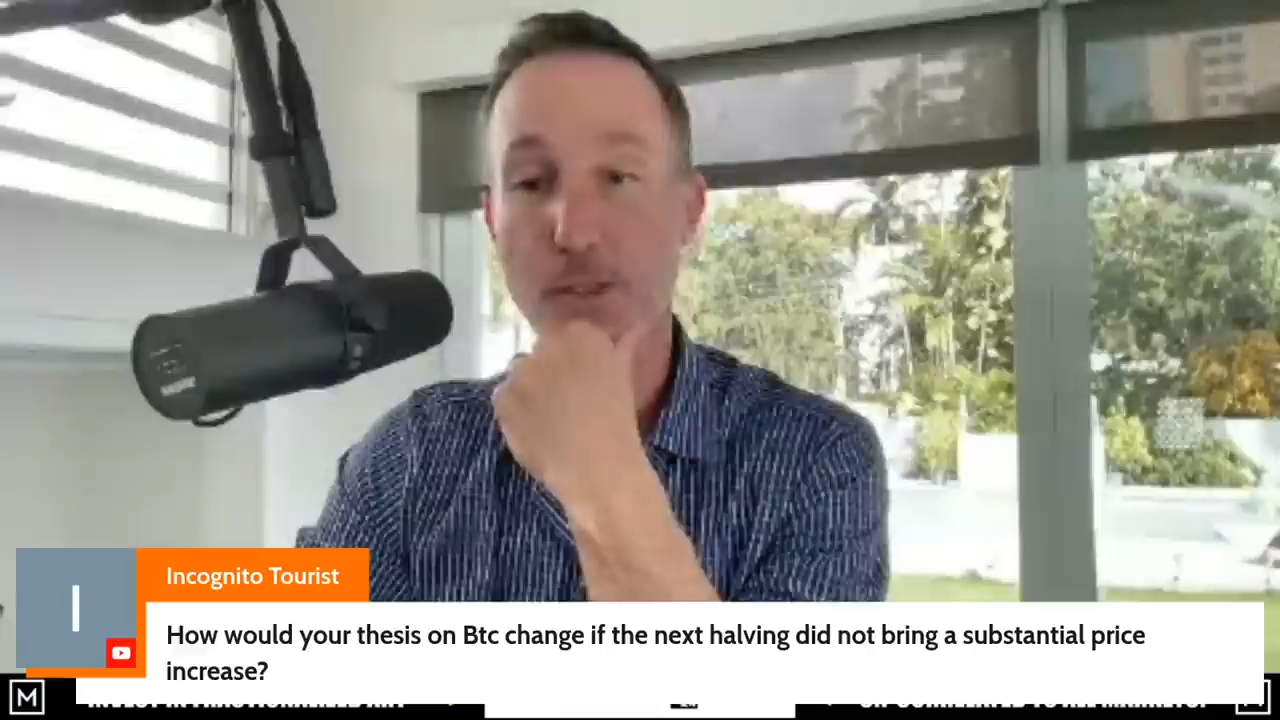 SHURE
I
Incognito Tourist
How would your thesis on Btc change if the next halving did not bring a substantial price
increase?
M
M